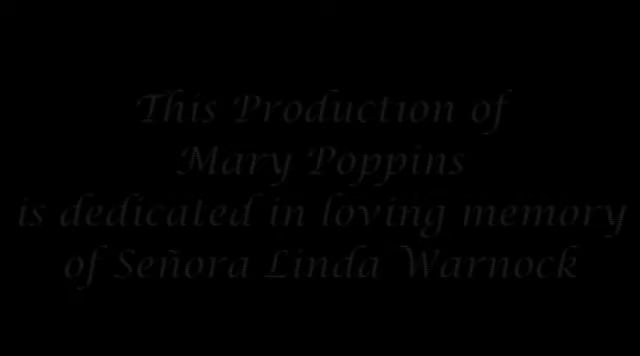 This Production of
Mary Poppins
is dedicated in loving memory
of Señora Linda Warnock